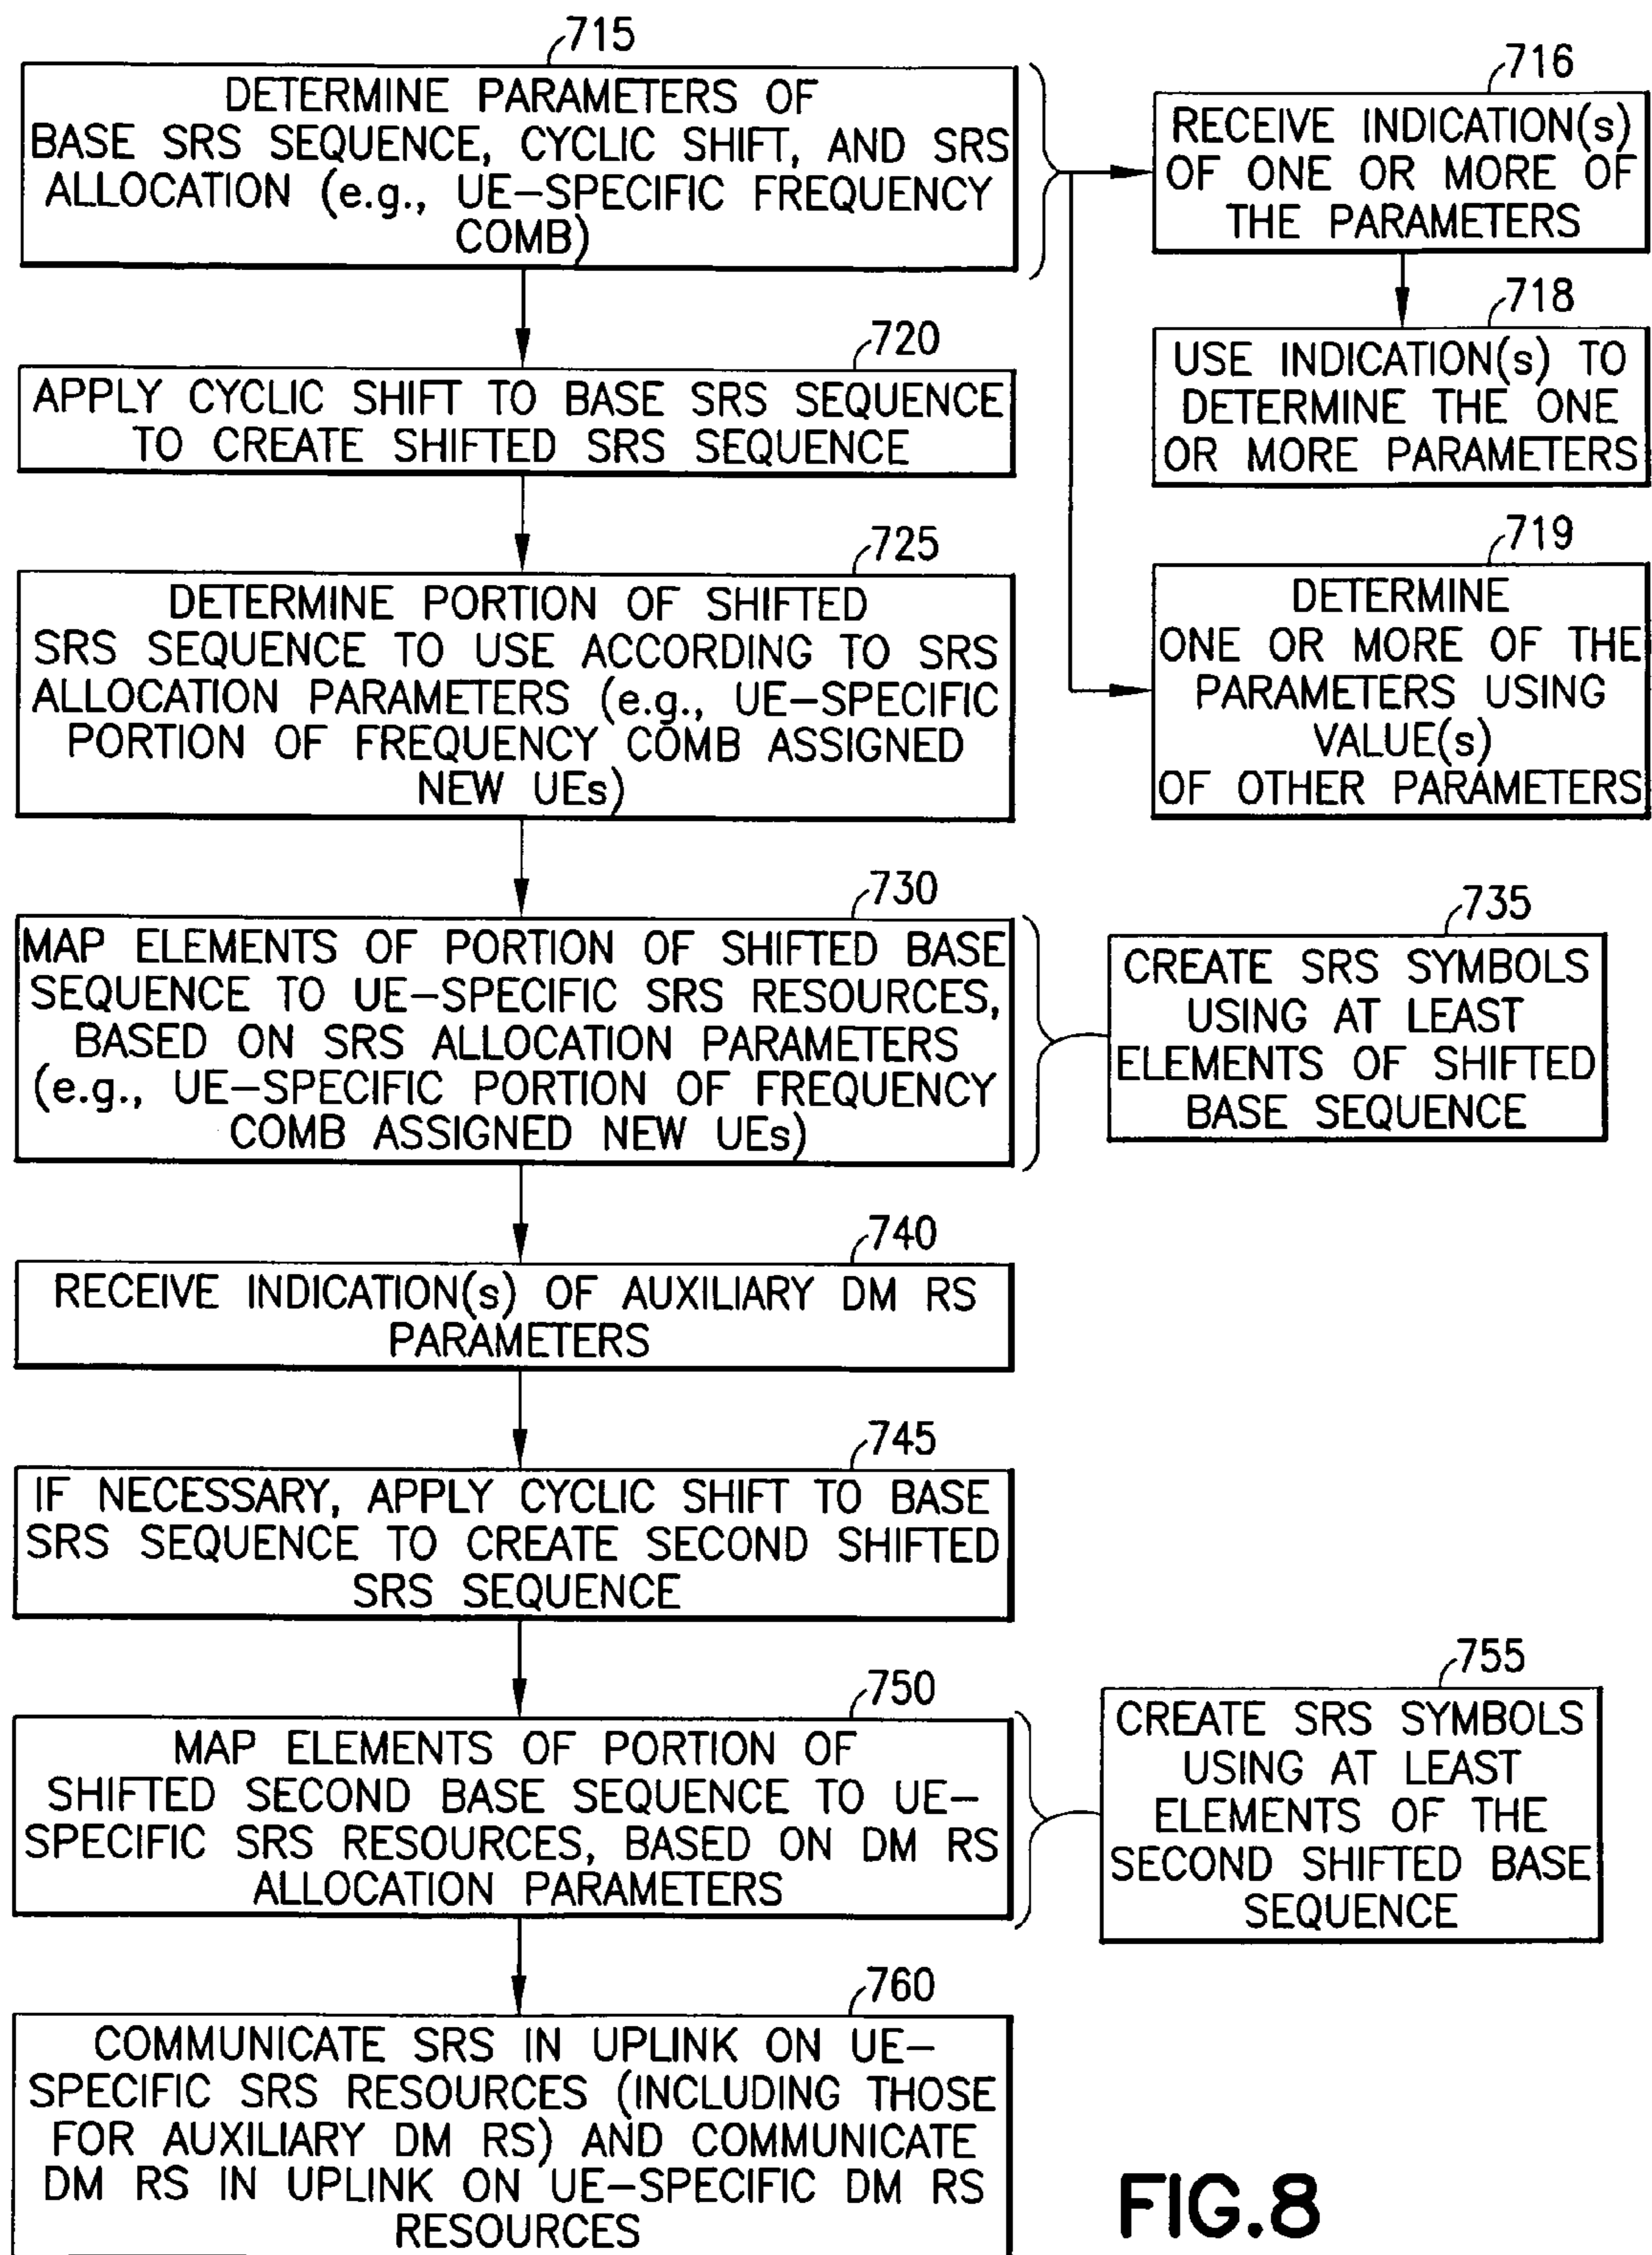 715
DETERMINE PARAMETERS OF
BASE SRS SEQUENCE, CYCLIC SHIFT, AND SRS
ALLOCATION (e.g., UE-SPECIFIC FREQUENCY
COMB)
716
RECEIVE INDICATION(s)
OF ONE OR MORE OF
THE PARAMETERS
718
USE INDICATION(s) TO
DETERMINE THE ONE
OR MORE PARAMETERS
719
DETERMINE
ONE OR MORE OF THE
PARAMETERS USING
VALUE(s)
OF OTHER PARAMETERS
720
APPLY CYCLIC SHIFT TO BASE SRS SEQUENCE
TO CREATE SHIFTED SRS SEQUENCE
725
DETERMINE PORTION OF SHIFTED
SRS SEQUENCE TO USE ACCORDING TO SRS
ALLOCATION PARAMETERS (e.g., UE-SPECIFIC
PORTION OF FREQUENCY COMB ASSIGNED
NEW UEs)
730
MAP ELEMENTS OF PORTION OF SHIFTED BASE
SEQUENCE TO UE-SPECIFIC SRS RESOURCES,
BASED ON SRS ALLOCATION PARAMETERS
(e.g., UE-SPECIFIC PORTION OF FREQUENCY
COMB ASSIGNED NEW UEs)
735
CREATE SRS SYMBOLS
USING AT LEAST
ELEMENTS OF SHIFTED
BASE SEQUENCE
740
RECEIVE INDICATION(s) OF AUXILIARY DM RS
PARAMETERS
745
IF NECESSARY, APPLY CYCLIC SHIFT TO BASE
SRS SEQUENCE TO CREATE SECOND SHIFTED
SRS SEQUENCE
750
MAP ELEMENTS OF PORTION OF
SHIFTED SECOND BASE SEQUENCE TO UE-
SPECIFIC SRS RESOURCES, BASED ON DM RS
ALLOCATION PARAMETERS
755
CREATE SRS SYMBOLS
USING AT LEAST
ELEMENTS OF THE
SECOND SHIFTED BASE
SEQUENCE
760
COMMUNICATE SRS IN UPLINK ON UE-
SPECIFIC SRS RESOURCES (INCLUDING THOSE
FOR AUXILIARY DM RS) AND COMMUNICATE
DM RS IN UPLINK ON UE-SPECIFIC DM RS
RESOURCES
FIG.8